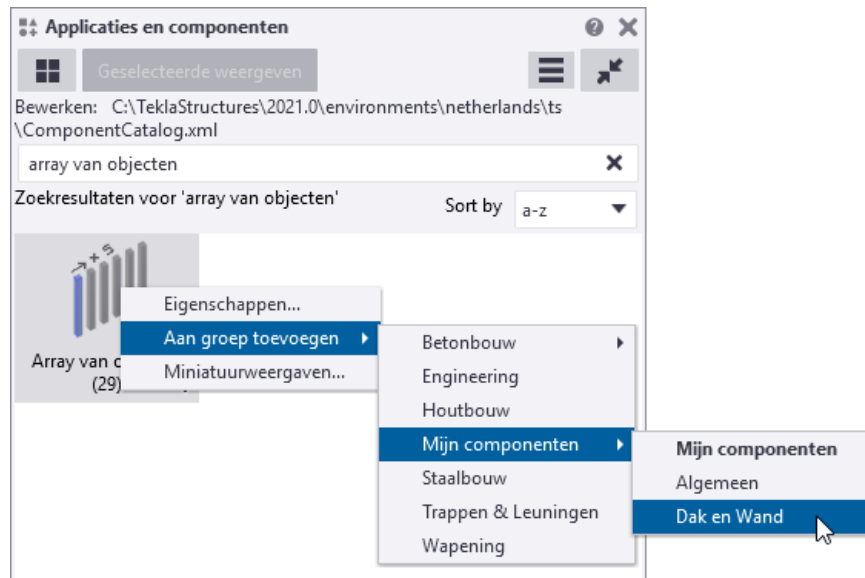 Applicaties en componenten
Geselecteerde weergeven
Bewerken: C:\TeklaStructures\2021.0\environments\netherlands\ts
\ComponentCatalog.xml
array van objecten
Zoekresultaten voor 'array van objecten'
Sort by
a-z
Eigenschappen...
Aan groep toevoegen
Miniatuurweergaven...
Array van
(29)
Betonbouw
Engineering
Houtbouw
Mijn componenten
Staalbouw
Trappen & Leuningen
Wapening
Mijn componenten
Algemeen
Dak en Wand